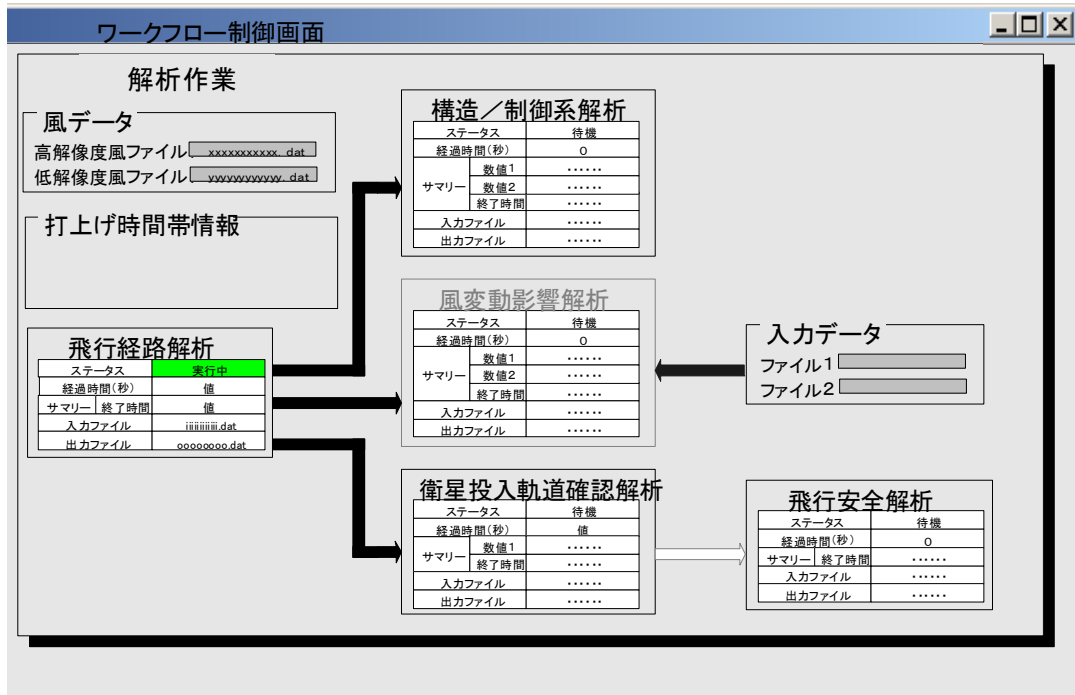 ワークフロー制御画面
解析作業
風データ
高解像度風ファイル xxxxxxxxxxx. dat
低解像度風ファイル yyyyyyyyyyy. dat
打上げ時間帯情報
飛行経路解析
ステータス 実行中
経過時間(秒) 値
サマリー 終了時間 値
入力ファイル iiiiiiiiiii.dat
出力ファイル oooooooo.dat
構造/制御系解析
ステータス 待機
経過時間(秒) 0
サマリー
数値1 ‥‥‥
数値2 ‥‥‥
終了時間 ‥‥‥
入力ファイル ‥‥‥
出力ファイル ‥‥‥
風変動影響解析
ステータス 待機
経過時間(秒) 0
サマリー
数値1 ‥‥‥
数値2 ‥‥‥
終了時間 ‥‥‥
入力ファイル ‥‥‥
出力ファイル ‥‥‥
入力データ
ファイル1
ファイル2
衛星投入軌道確認解析
ステータス 待機
経過時間(秒) 値
サマリー
数値1 ‥‥‥
終了時間 ‥‥‥
入力ファイル ‥‥‥
出力ファイル ‥‥‥
飛行安全解析
ステータス 待機
経過時間(秒) 0
サマリー 終了時間 ‥‥‥
入力ファイル ‥‥‥
出力ファイル ‥‥‥